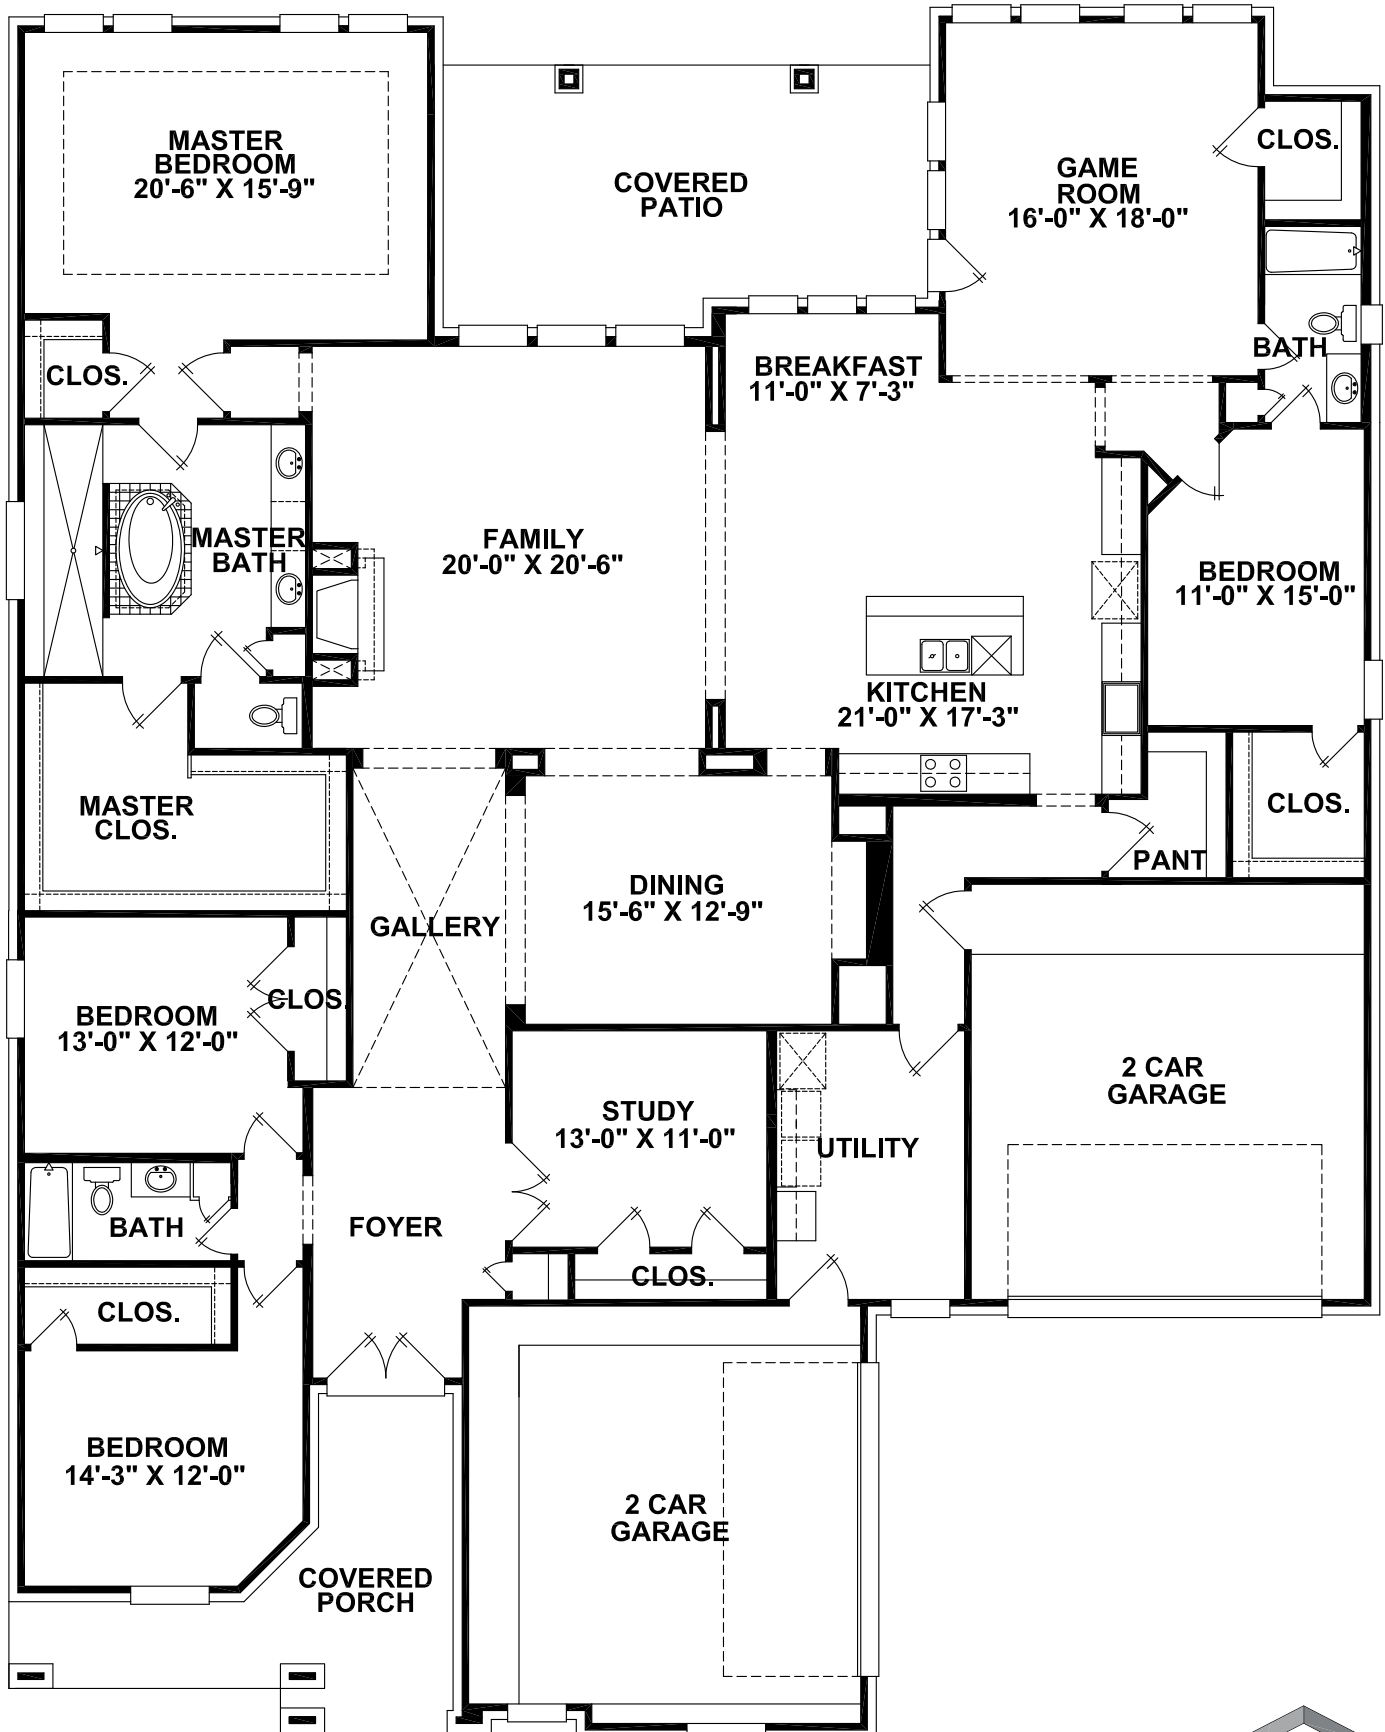 MASTER
BEDROOM
20'-6" X 15'-9"
COVERED
PATIO
GAME
ROOM
16'-0" X 18'-0"
CLOS.
CLOS.
BREAKFAST
11'-0" X 7'-3"
BATH
MASTER
BATH
FAMILY
20'-0" X 20'-6"
BEDROOM
11'-0" X 15'-0"
KITCHEN
21'-0" X 17'-3"
MASTER
CLOS.
CLOS.
PANT
DINING
15'-6" X 12'-9"
GALLERY
BEDROOM
13'-0" X 12'-0"
CLOS.
2 CAR
GARAGE
STUDY
13'-0" X 11'-0"
UTILITY
BATH
FOYER
CLOS.
CLOS.
BEDROOM
14'-3" X 12'-0"
2 CAR
GARAGE
COVERED
PORCH